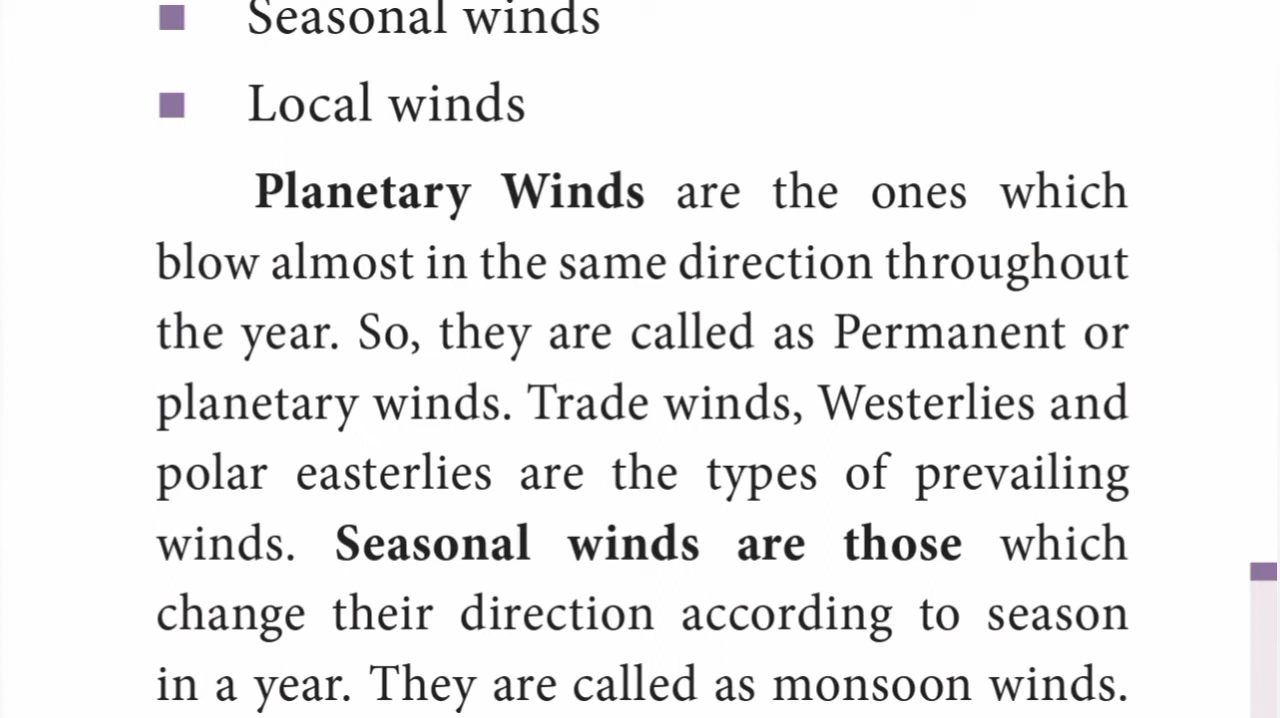 Seasonal winds
Local winds
Planetary Winds are the ones which
blow almost in the same direction throughout
the year. So, they are called as Permanent or
planetary winds. Trade winds, Westerlies and
polar easterlies are the types of prevailing
winds. Seasonal winds are those which
change their direction according to season
in a year. They are called as monsoon winds.